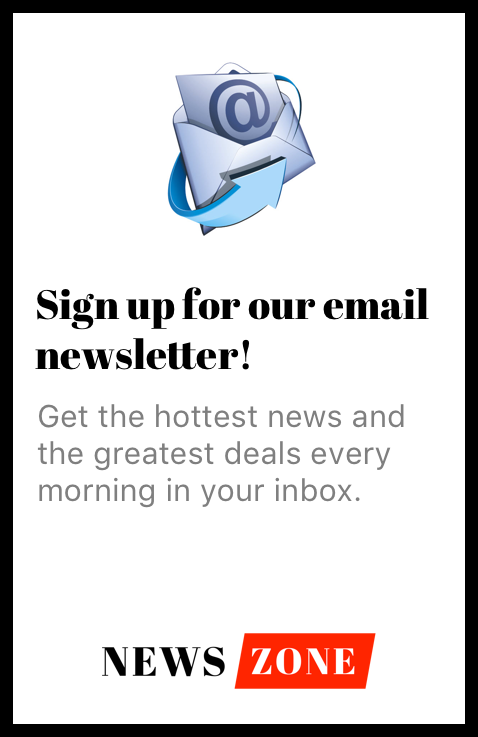 @
Sign up for our email
newsletter!
Get the hottest news and
the greatest deals every
morning in your inbox.
NEWS ZONE